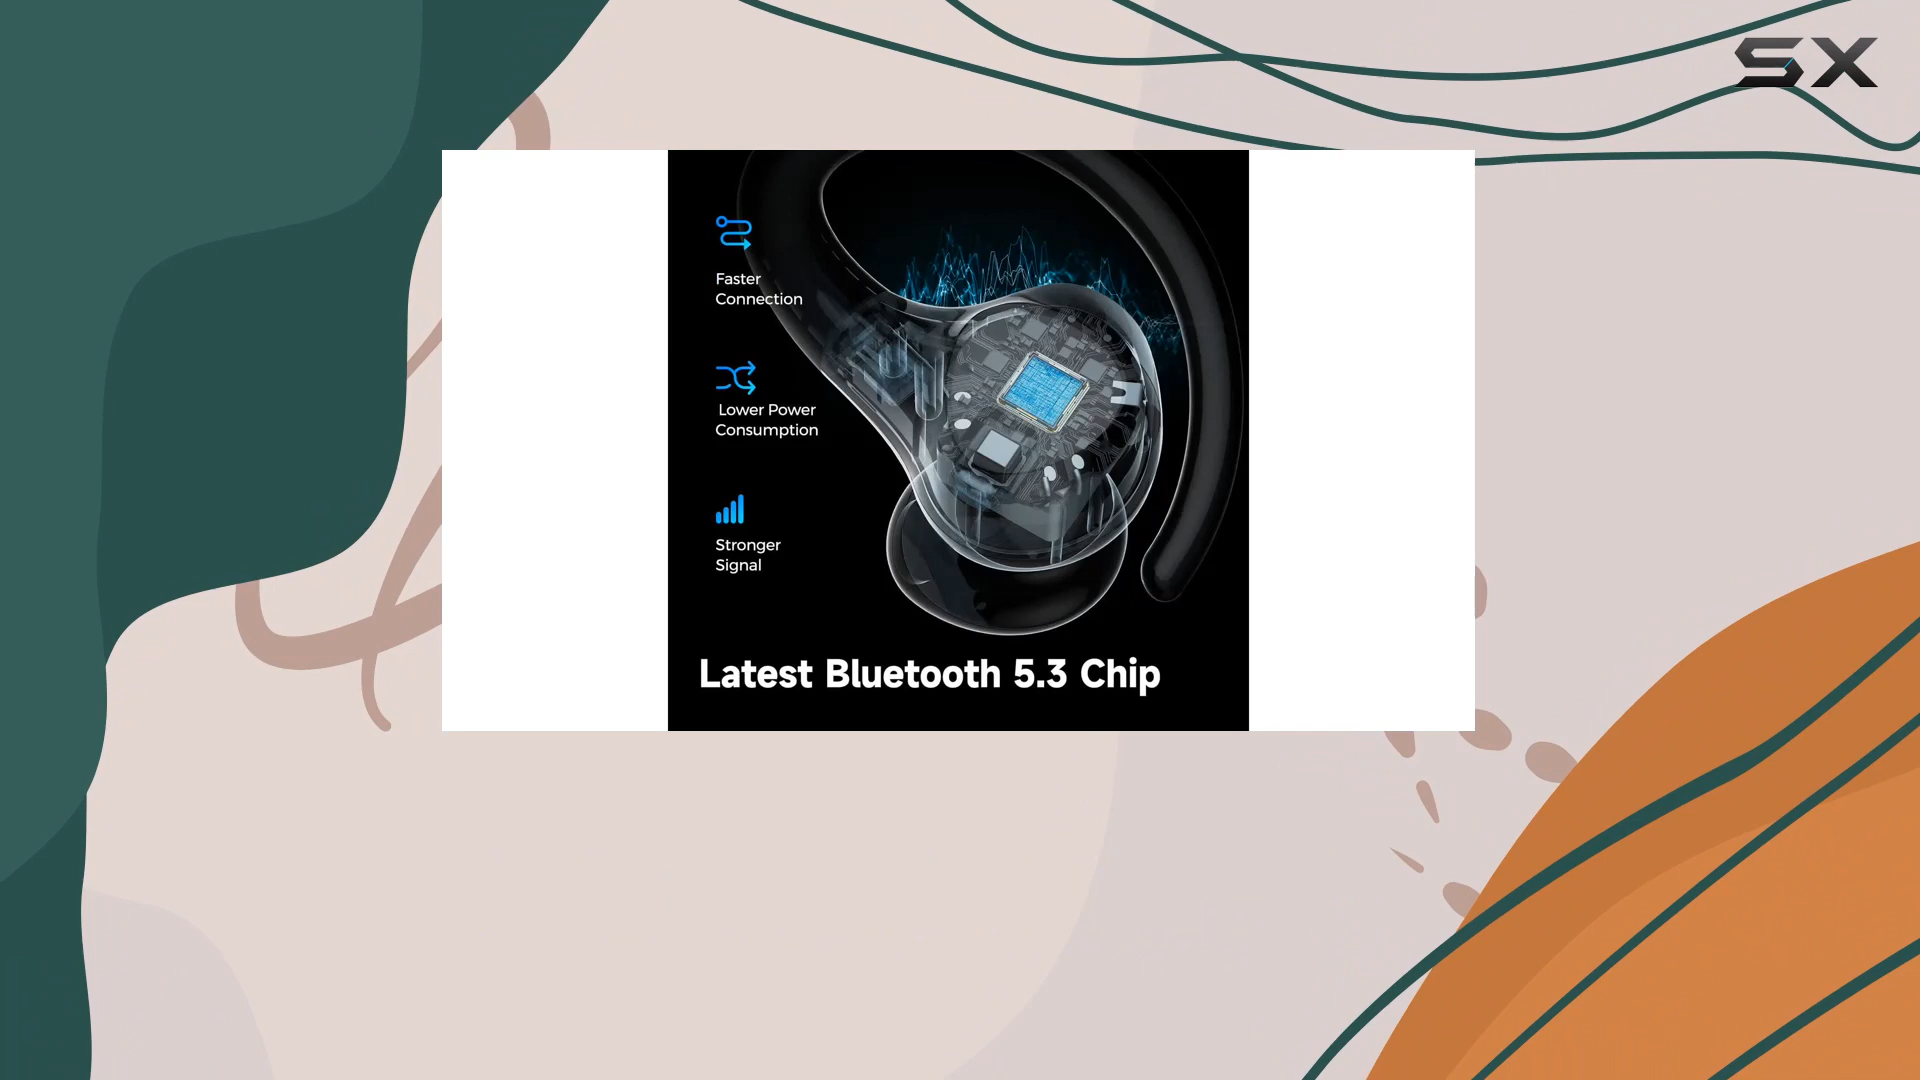 SX
Faster
Connection
Lower Power
Consumption
Stronger
Signal
Latest Bluetooth 5.3 Chip